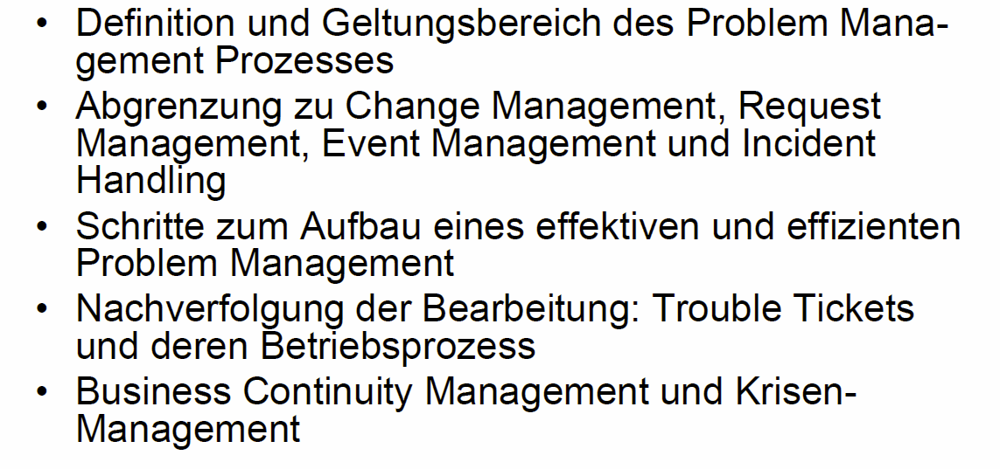 • Definition und Geltungsbereich des Problem Mana-
gement Prozesses
• Abgrenzung zu Change Management, Request
Management, Event Management und Incident
Handling
• Schritte zum Aufbau eines effektiven und effizienten
Problem Management
• Nachverfolgung der Bearbeitung: Trouble Tickets
und deren Betriebsprozess
• Business Continuity Management und Krisen-
Management